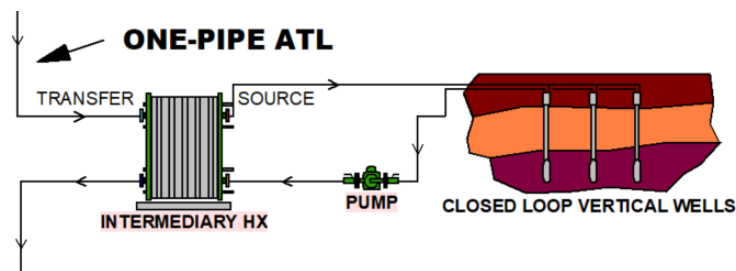 ONE-PIPE ATL
TRANSFER
SOURCE
INTERMEDIARY HX
PUMP
CLOSED LOOP VERTICAL WELLS